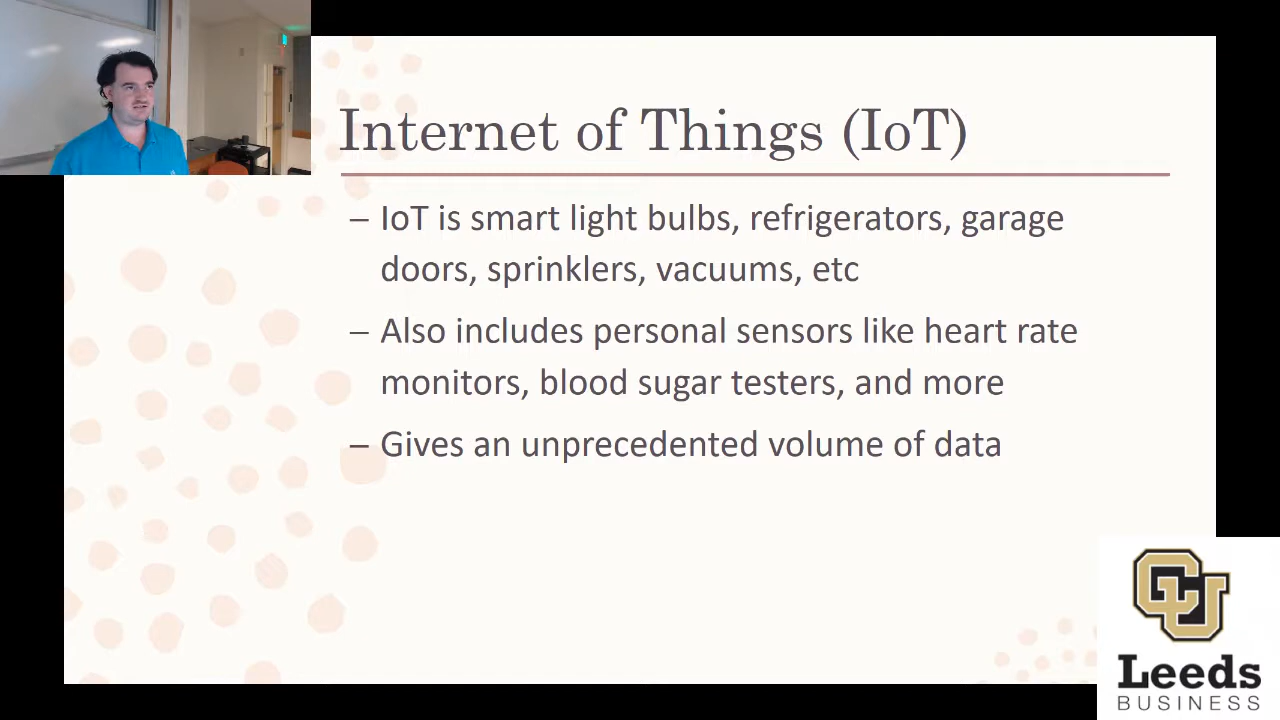 Internet of Things (IoT)
– IoT is smart light bulbs, refrigerators, garage
doors, sprinklers, vacuums, etc
– Also includes personal sensors like heart rate
monitors, blood sugar testers, and more
– Gives an unprecedented volume of data
CU
Leeds
BUSINESS